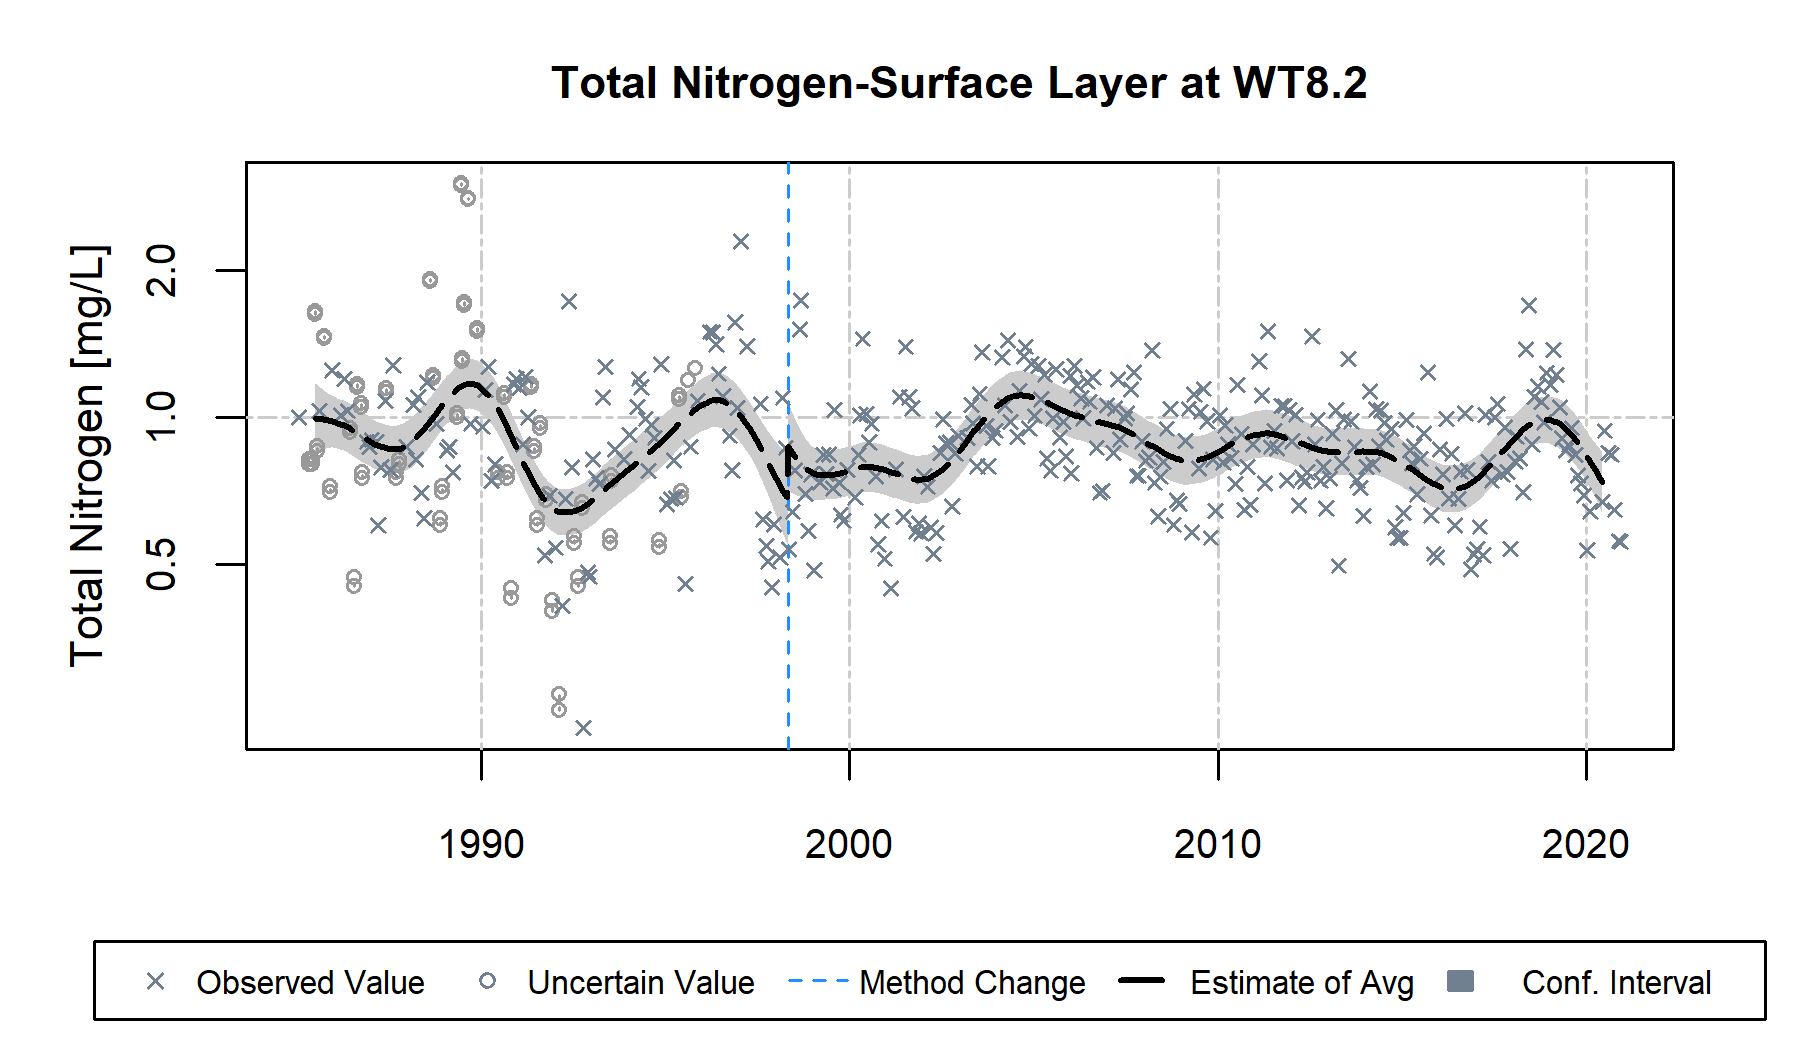 Total Nitrogen-Surface Layer at WT8.2
Total Nitrogen [mg/L]
2.0
1.0
0.5
1990 2000 2010 2020
Observed Value Uncertain Value Method Change Estimate of Avg Conf. Interval